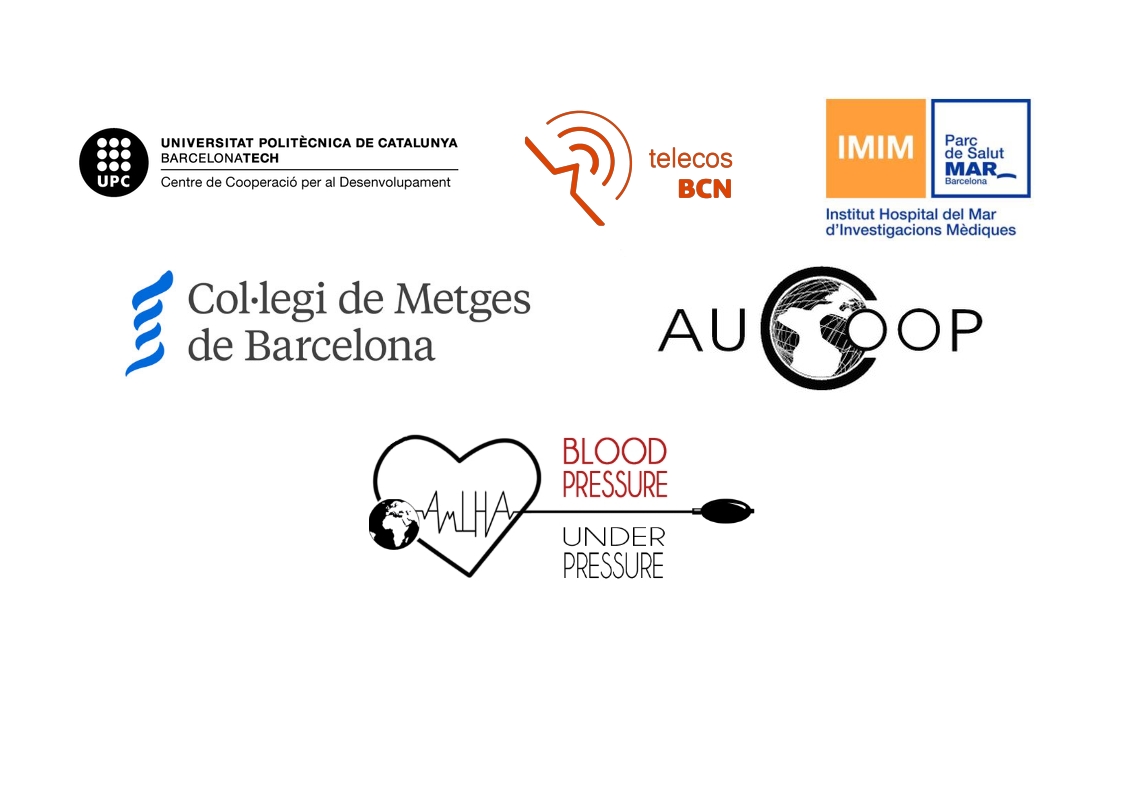 UPC
UNIVERSITAT POLITÈCNICA DE CATALUNYA
BARCELONATECH
Centre de Cooperació per al Desenvolupament
telecos
BCN
IMIM
Parc
de Salut
MAR
Barcelona
Institut Hospital del Mar
d'Investigacions Mèdiques
Col·legi de Metges
de Barcelona
AUCOOP
BLOOD
PRESSURE
UNDER
PRESSURE